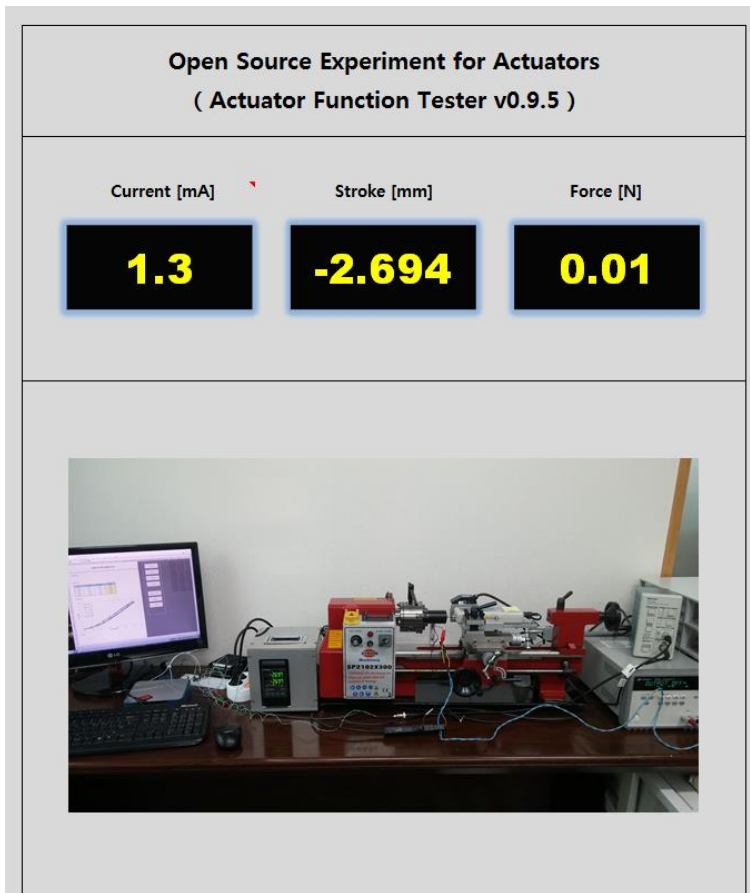 Open Source Experiment for Actuators
( Actuator Function Tester v0.9.5 )
Current [mA]
Stroke [mm]
Force [N]
1.3
-2.694
0.01
LG
SP2102X300